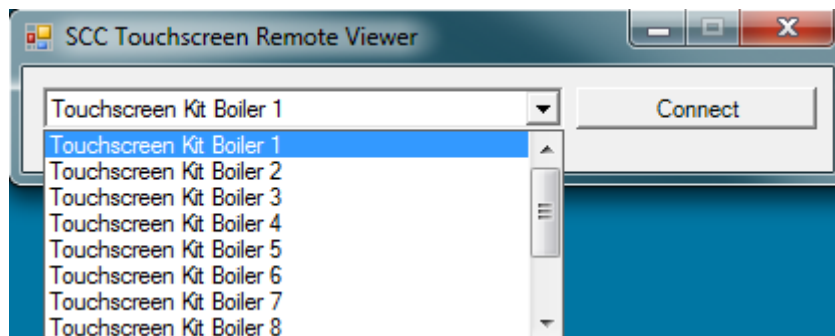 SCC Touchscreen Remote Viewer
Touchscreen Kit Boiler 1
Connect
Touchscreen Kit Boiler 1
Touchscreen Kit Boiler 2
Touchscreen Kit Boiler 3
Touchscreen Kit Boiler 4
Touchscreen Kit Boiler 5
Touchscreen Kit Boiler 6
Touchscreen Kit Boiler 7
Touchscreen Kit Boiler 8